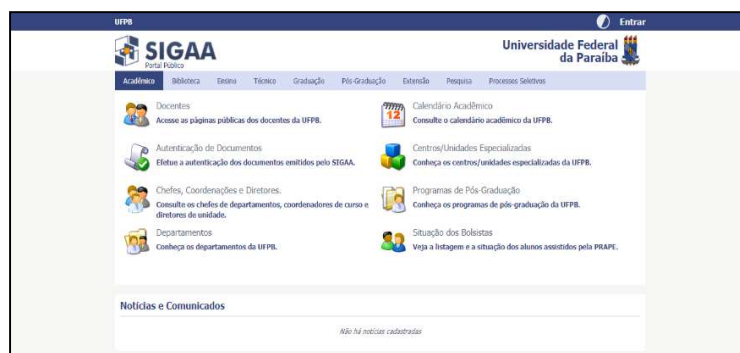 UFPB
Entrar
SIGAA
Portal Público
Universidade Federal
da Paraíba
Acadêmico Biblioteca Ensino Técnico Graduação Pós-Graduação Extensão Pesquisa Processos Seletivos
Docentes
Acesse as páginas públicas dos docentes da UFPB.
Calendário Acadêmico
Consulte o calendário acadêmico da UFPB.
12
Autenticação de Documentos
Efetue a autenticação dos documentos emitidos pelo SIGAA.
Centros/Unidades Especializadas
Conheça os centros/unidades especializadas da UFPB.
Chefes, Coordenações e Diretores.
Consulte os chefes de departamentos, coordenadores de curso e
diretores de unidade.
Programas de Pós-Graduação
Conheça os programas de pós-graduação da UFPB.
Departamentos
Conheça os departamentos da UFPB.
Situação dos Bolsistas
Veja a listagem e a situação dos alunos assistidos pela PRAPE.
Notícias e Comunicados
Não há notícias cadastradas